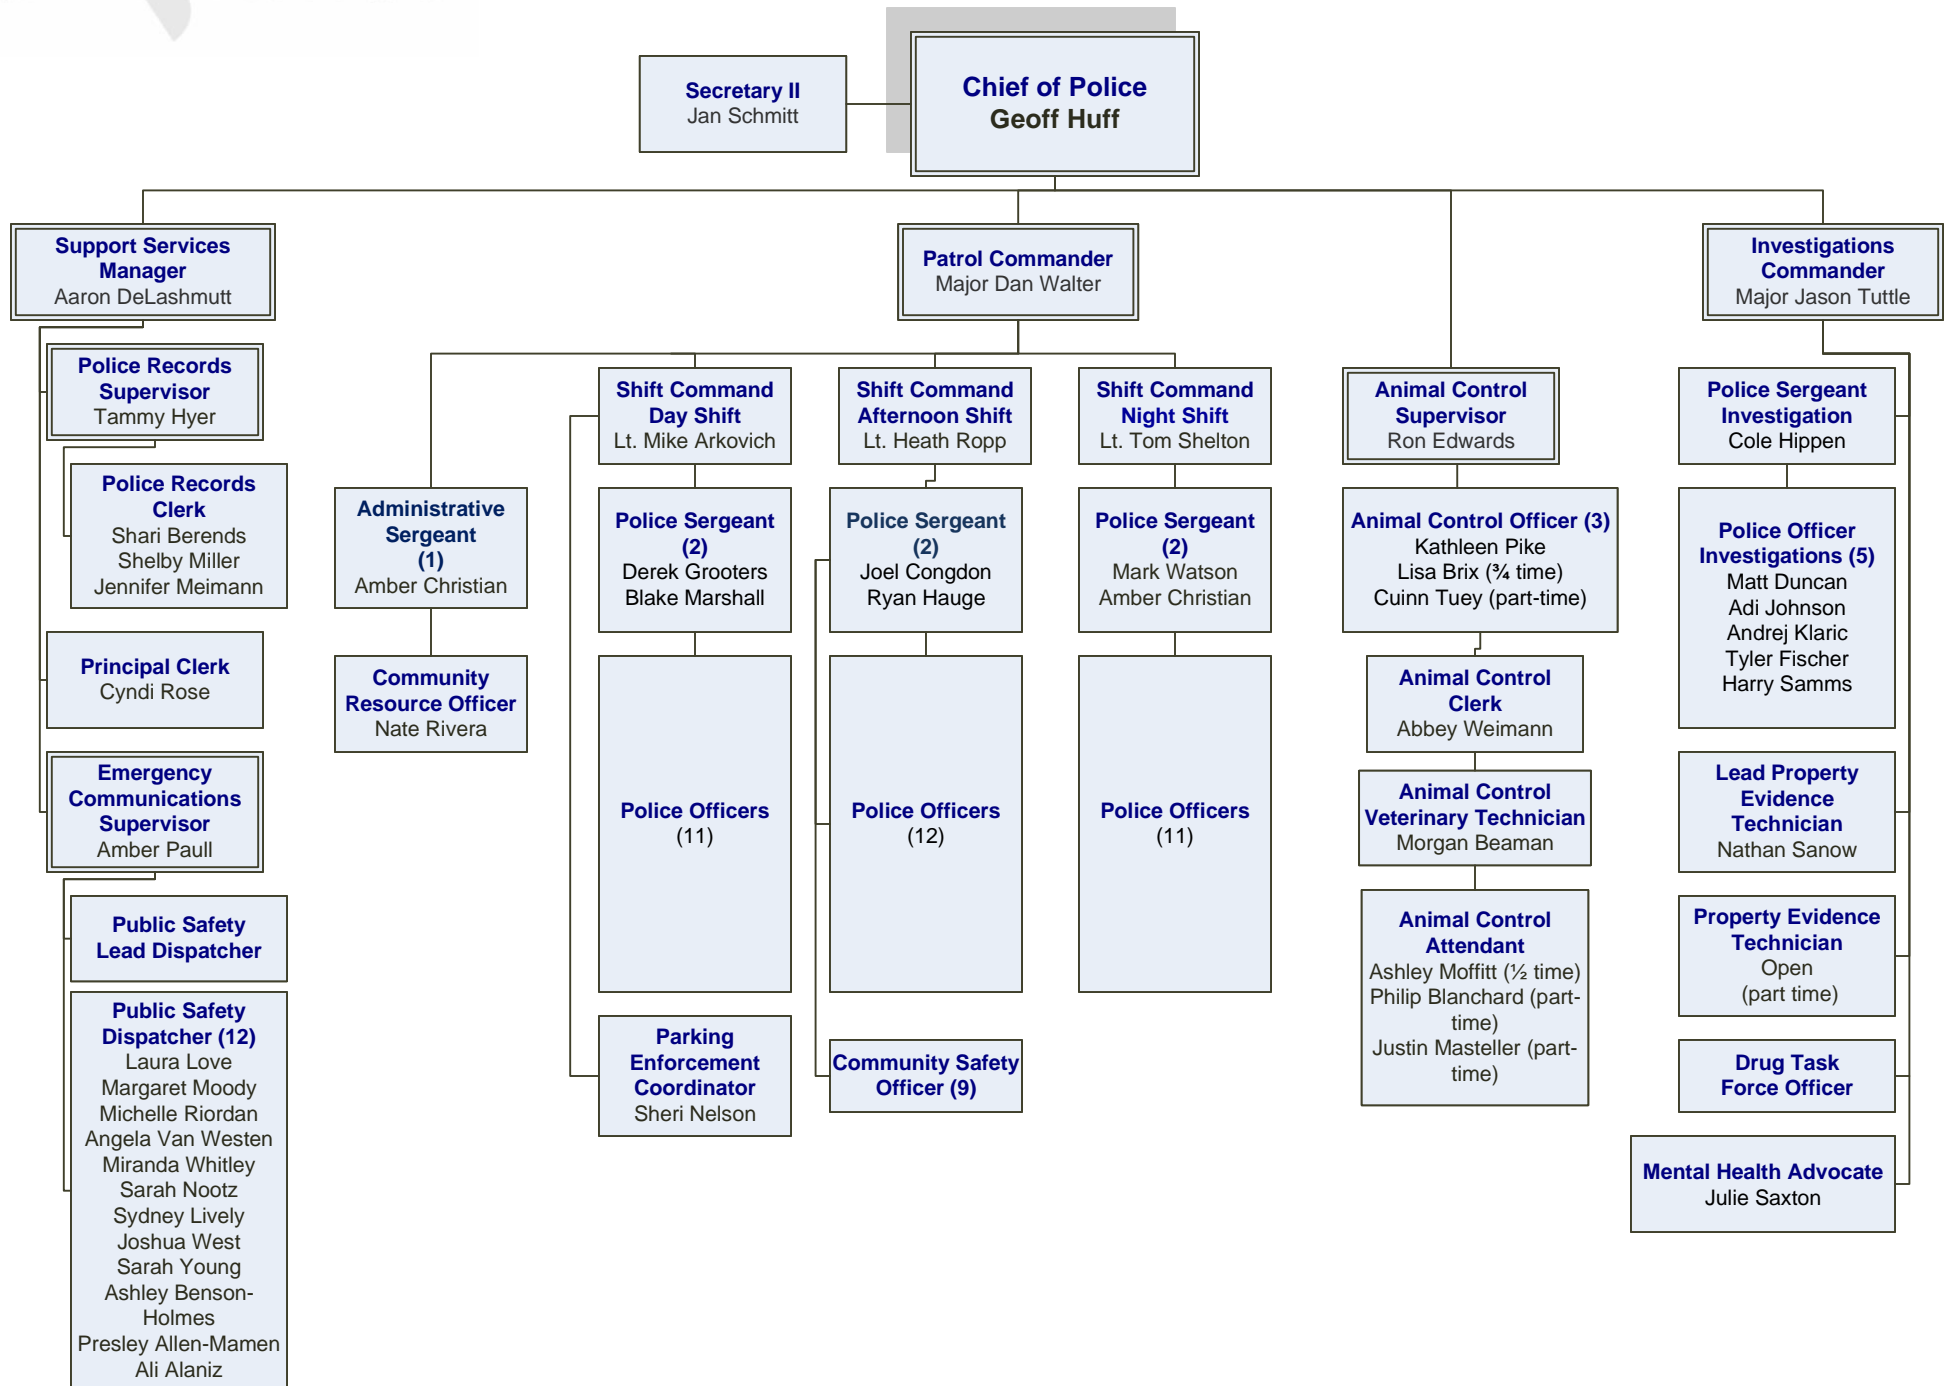 Secretary II
Jan Schmitt
Chief of Police
Geoff Huff
Support Services
Manager
Aaron DeLashmutt
Patrol Commander
Major Dan Walter
Investigations
Commander
Major Jason Tuttle
Police Records
Supervisor
Tammy Hyer
Police Records
Clerk
Shari Berends
Shelby Miller
Jennifer Meimann
Principal Clerk
Cyndi Rose
Emergency
Communications
Supervisor
Amber Paull
Public Safety
Lead Dispatcher
Public Safety
Dispatcher (12)
Laura Love
Margaret Moody
Michelle Riordan
Angela Van Westen
Miranda Whitley
Sarah Nootz
Sydney Lively
Joshua West
Sarah Young
Ashley Benson-
Holmes
Presley Allen-Mamen
Ali Alaniz
Administrative
Sergeant
(1)
Amber Christian
Community
Resource Officer
Nate Rivera
Shift Command
Day Shift
Lt. Mike Arkovich
Police Sergeant
(2)
Derek Grooters
Blake Marshall
Police Officers
(11)
Parking
Enforcement
Coordinator
Sheri Nelson
Shift Command
Afternoon Shift
Lt. Heath Ropp
Police Sergeant
(2)
Joel Congdon
Ryan Hauge
Police Officers
(12)
Community Safety
Officer (9)
Shift Command
Night Shift
Lt. Tom Shelton
Police Sergeant
(2)
Mark Watson
Amber Christian
Police Officers
(11)
Animal Control
Supervisor
Ron Edwards
Animal Control Officer (3)
Kathleen Pike
Lisa Brix (¾ time)
Cuinn Tuey (part-time)
Animal Control
Clerk
Abbey Weimann
Animal Control
Veterinary Technician
Morgan Beaman
Animal Control
Attendant
Ashley Moffitt (½ time)
Philip Blanchard (part-
time)
Justin Masteller (part-
time)
Police Sergeant
Investigation
Cole Hippen
Police Officer
Investigations (5)
Matt Duncan
Adi Johnson
Andrej Klaric
Tyler Fischer
Harry Samms
Lead Property
Evidence
Technician
Nathan Sanow
Property Evidence
Technician
Open
(part time)
Drug Task
Force Officer
Mental Health Advocate
Julie Saxton